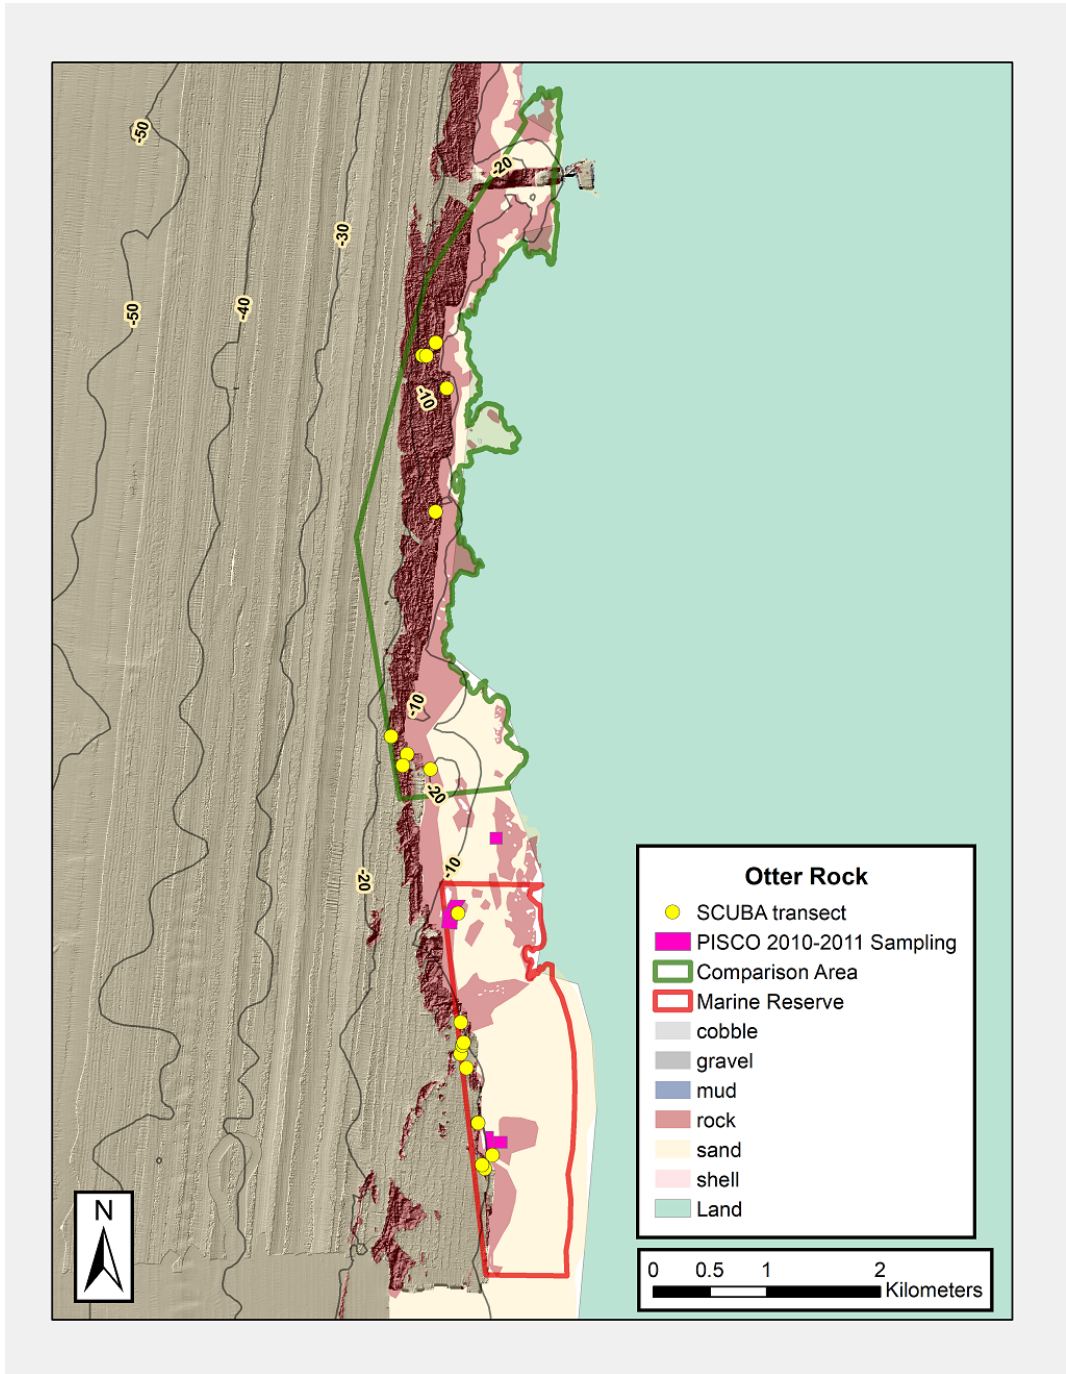 -50
-20
-30
-40
-50
-10
-10
-20
-10
-20
Otter Rock
SCUBA transect
PISCO 2010-2011 Sampling
Comparison Area
Marine Reserve
cobble
gravel
mud
rock
sand
shell
Land
N
0 0.5 1 2
Kilometers